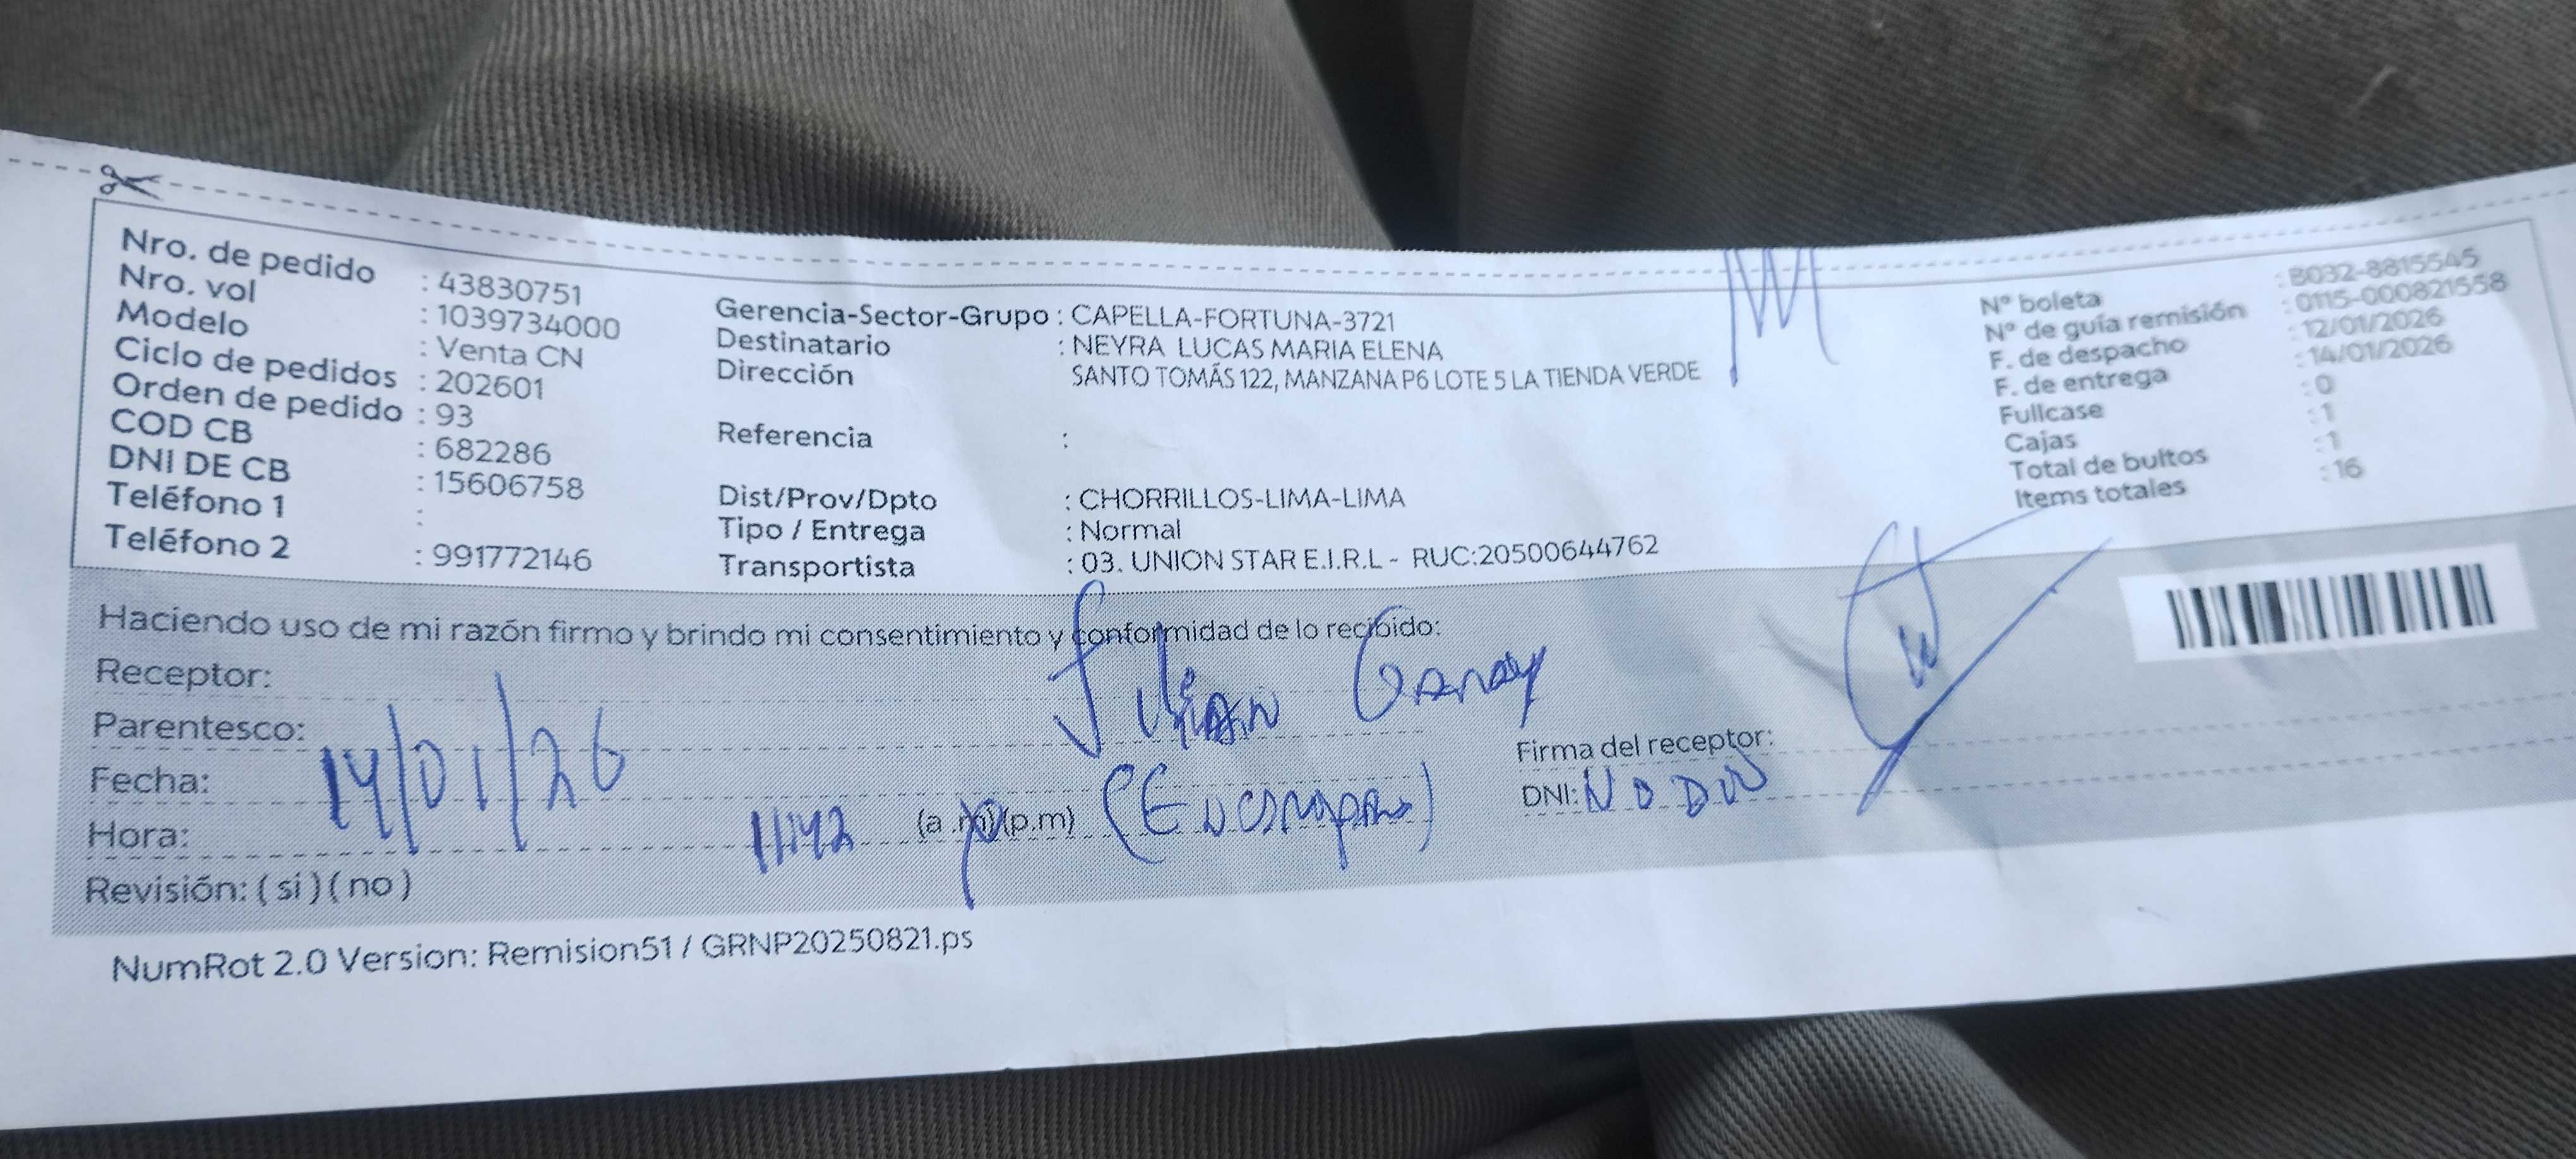 Nro. de pedido : 43830751
Nro. vol : 1039734000
Modelo : Venta CN
Ciclo de pedidos : 202601
Orden de pedido : 93
COD CB : 682286
DNI DE CB : 15606758
Teléfono 1 :
Teléfono 2 : 991772146
Gerencia-Sector-Grupo : CAPELLA-FORTUNA-3721
Destinatario : NEYRA LUCAS MARIA ELENA
Dirección SANTO TOMÁS 122, MANZANA P6 LOTE 5 LA TIENDA VERDE
Referencia :
Dist/Prov/Dpto : CHORRILLOS-LIMA-LIMA
Tipo / Entrega : Normal
Transportista : 03. UNION STAR E.I.R.L - RUC:20500644762
N° boleta : B032-8815545
N° de guía remisión : 0115-000821558
F. de despacho : 12/01/2026
F. de entrega : 14/01/2026
Fullcase : 0
Cajas : 1
Total de bultos : 1
Items totales : 16
Haciendo uso de mi razón firmo y brindo mi consentimiento y conformidad de lo recibido:
Receptor:
Parentesco:
Fecha: 14/01/26
Hora: 11:42 (a .m)(p.m)
Firma del receptor:
DNI: NO DIO
Revisión: ( si ) ( no )
NumRot 2.0 Version: Remision51 / GRNP20250821.ps